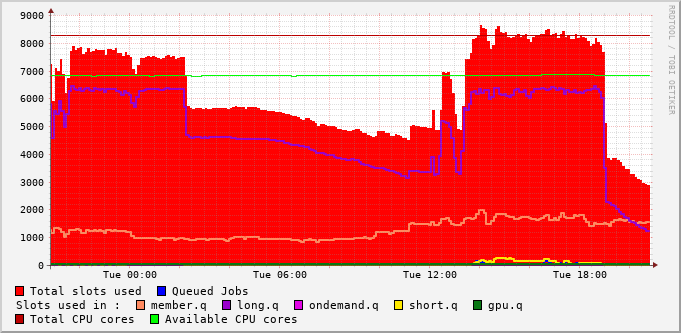 9000
8000
7000
6000
5000
4000
3000
2000
1000
0
Tue 00:00 Tue 06:00 Tue 12:00 Tue 18:00
RRDTOOL / TOBI OETIKER
Total slots used Queued Jobs
Slots used in : member.q long.q ondemand.q short.q gpu.q
Total CPU cores Available CPU cores